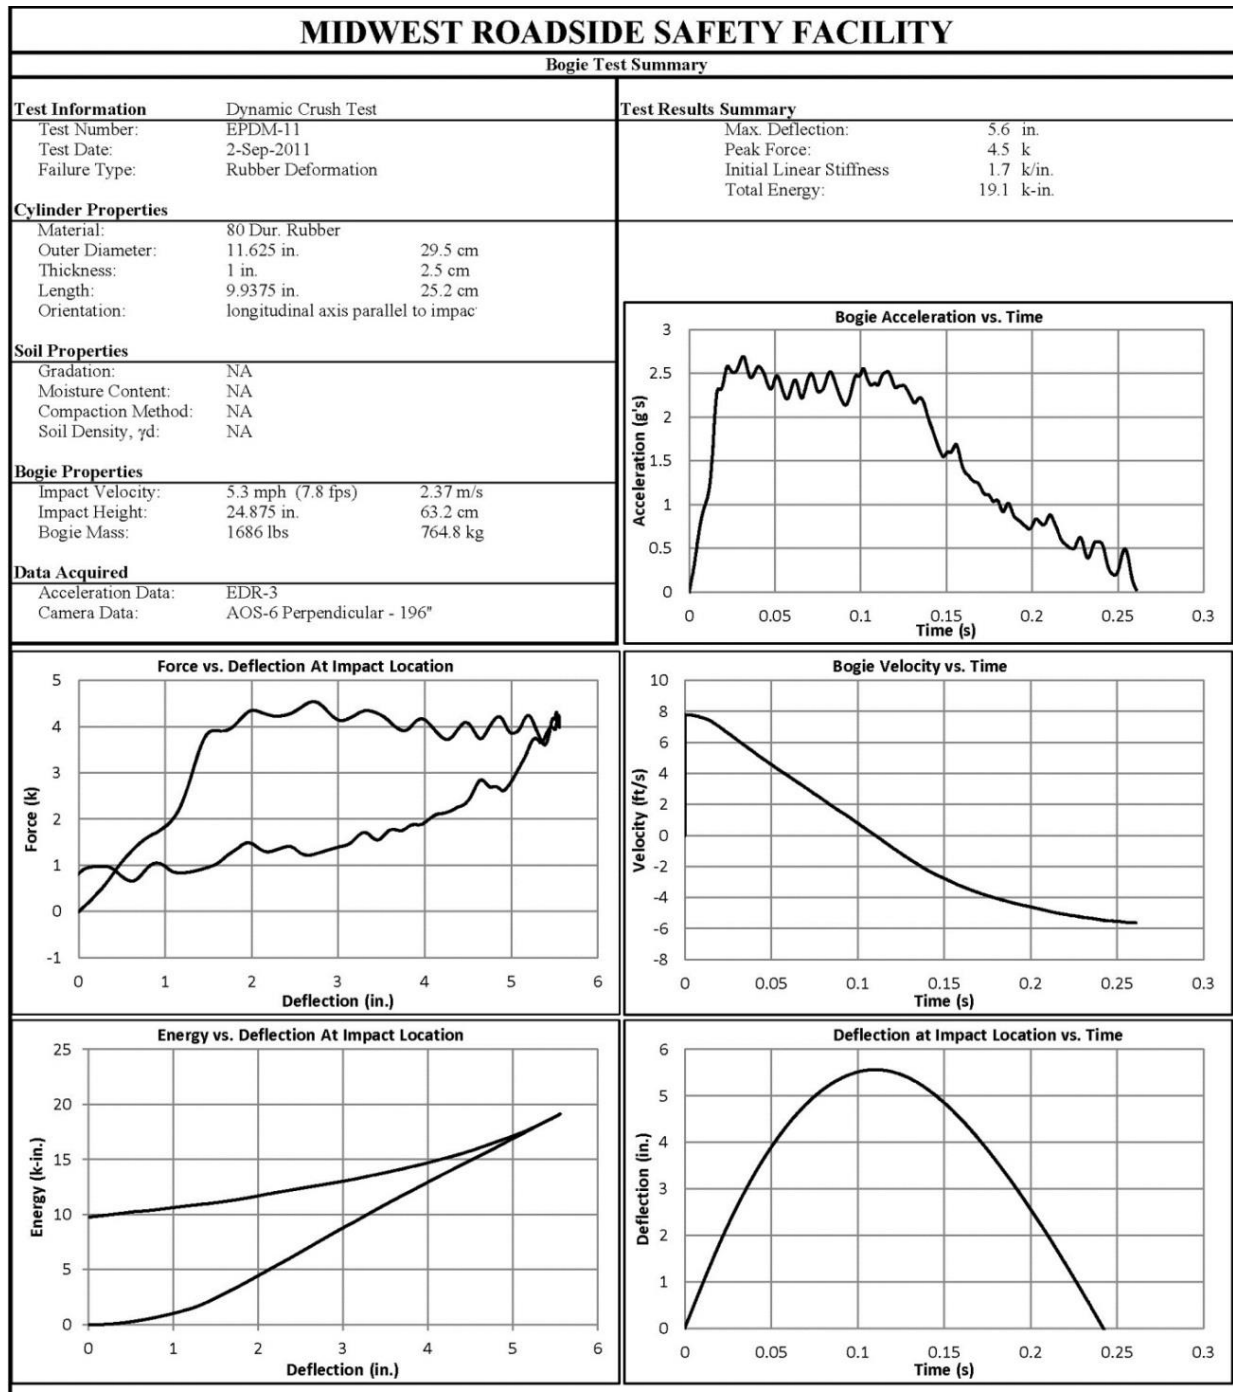 MIDWEST ROADSIDE SAFETY FACILITY
Bogie Test Summary
Test Information Dynamic Crush Test
Test Number: EPDM-11
Test Date: 2-Sep-2011
Failure Type: Rubber Deformation
Cylinder Properties
Material: 80 Dur. Rubber
Outer Diameter: 11.625 in. 29.5 cm
Thickness: 1 in. 2.5 cm
Length: 9.9375 in. 25.2 cm
Orientation: longitudinal axis parallel to impac
Soil Properties
Gradation: NA
Moisture Content: NA
Compaction Method: NA
Soil Density, γd: NA
Bogie Properties
Impact Velocity: 5.3 mph (7.8 fps) 2.37 m/s
Impact Height: 24.875 in. 63.2 cm
Bogie Mass: 1686 lbs 764.8 kg
Data Acquired
Acceleration Data: EDR-3
Camera Data: AOS-6 Perpendicular - 196"
Test Results Summary
Max. Deflection: 5.6 in.
Peak Force: 4.5 k
Initial Linear Stiffness 1.7 k/in.
Total Energy: 19.1 k-in.
Bogie Acceleration vs. Time
Acceleration (g's)
3
2.5
2
1.5
1
0.5
0
0 0.05 0.1 0.15 0.2 0.25 0.3
Time (s)
Force vs. Deflection At Impact Location
Force (k)
5
4
3
2
1
0
-1
0 1 2 3 4 5 6
Deflection (in.)
Bogie Velocity vs. Time
Velocity (ft/s)
10
8
6
4
2
0
-2
-4
-6
-8
0 0.05 0.1 0.15 0.2 0.25 0.3
Time (s)
Energy vs. Deflection At Impact Location
Energy (k-in.)
25
20
15
10
5
0
0 1 2 3 4 5 6
Deflection (in.)
Deflection at Impact Location vs. Time
Deflection (in.)
6
5
4
3
2
1
0
0 0.05 0.1 0.15 0.2 0.25 0.3
Time (s)